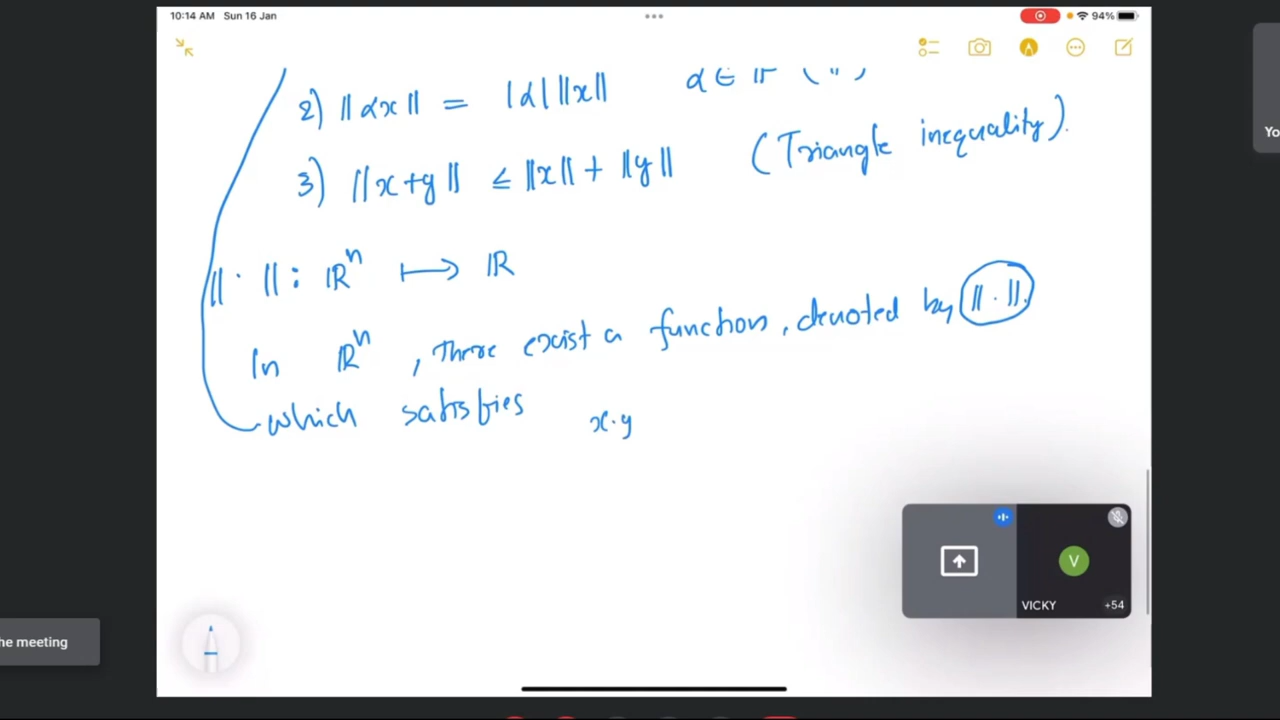 10:14 AM Sun 16 Jan
94%
2) ||αx|| = |α| ||x|| α ∈ 
3) ||x+y|| ≤ ||x|| + ||y|| (Triangle inequality).
|| · || : ℝⁿ ⟼ ℝ
In ℝⁿ, there exist a function, denoted by || · ||.
which satisfies x·y
Yo
he meeting
V
VICKY +54